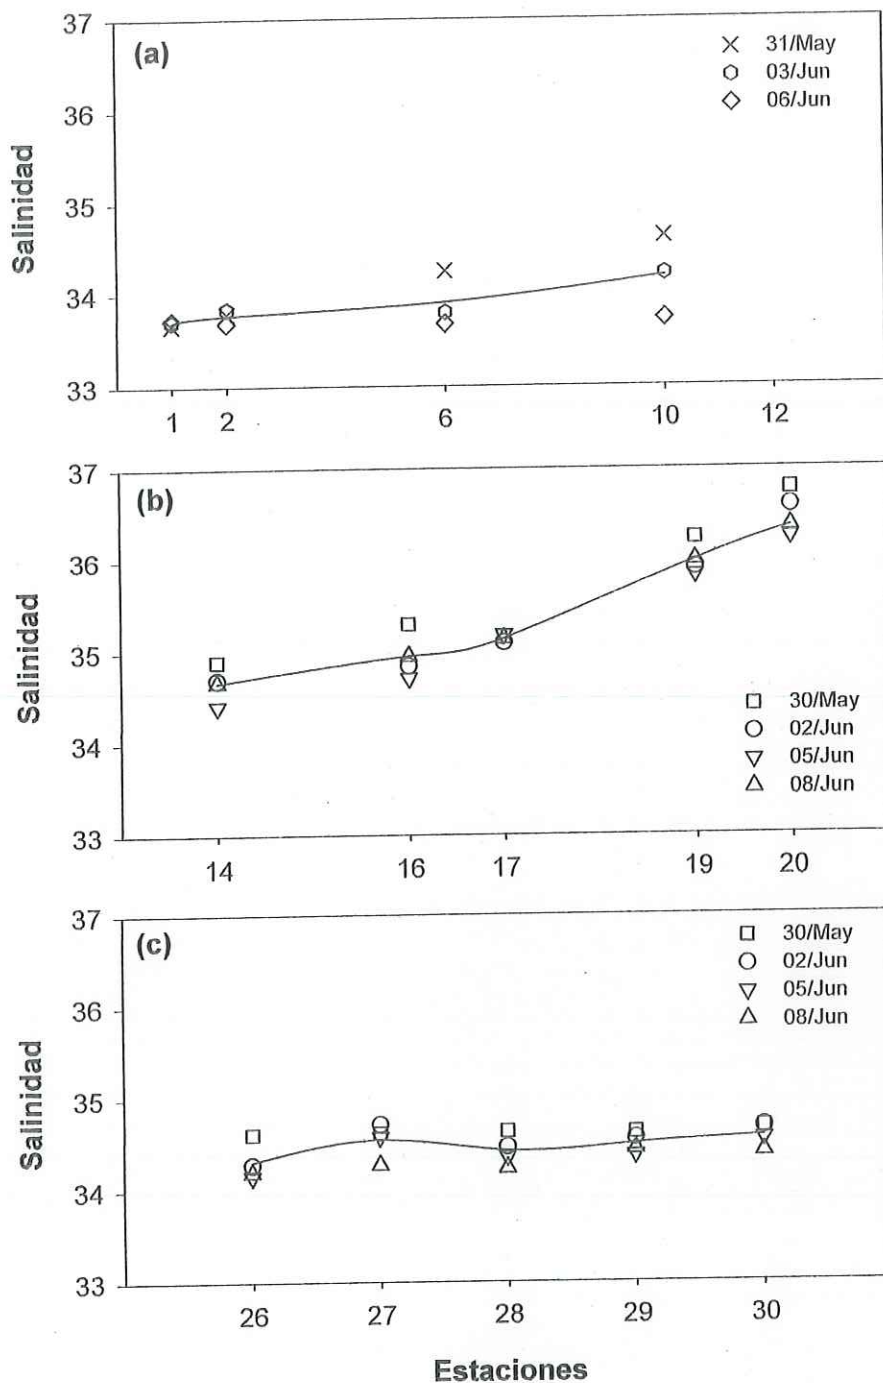 (a)
31/May
03/Jun
06/Jun
Salinidad
37
36
35
34
33
1 2 6 10 12
(b)
30/May
02/Jun
05/Jun
08/Jun
Salinidad
37
36
35
34
33
14 16 17 19 20
(c)
30/May
02/Jun
05/Jun
08/Jun
Salinidad
37
36
35
34
33
26 27 28 29 30
Estaciones